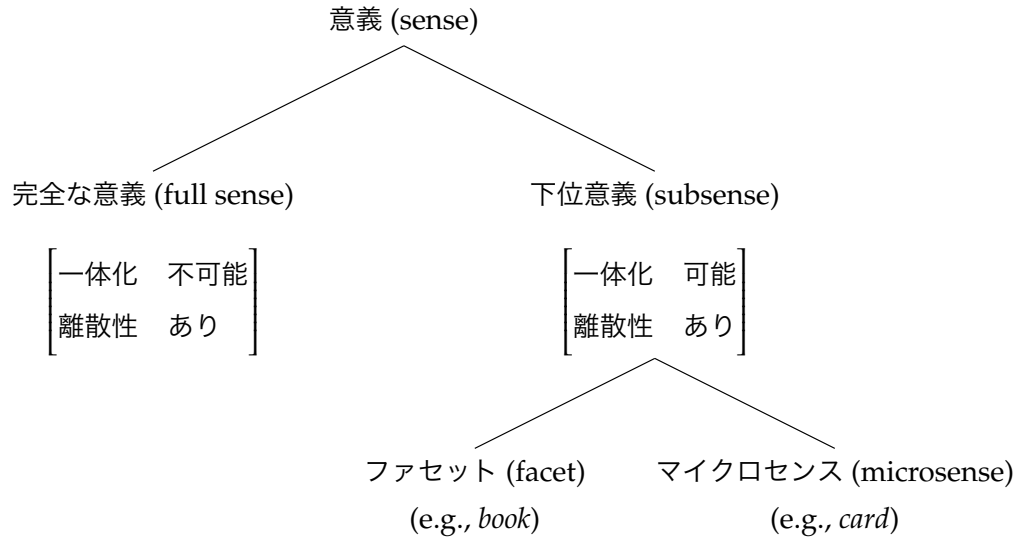 意義 (sense)
完全な意義 (full sense)
下位意義 (subsense)
一体化 不可能
離散性 あり
一体化 可能
離散性 あり
ファセット (facet)
(e.g., book)
マイクロセンス (microsense)
(e.g., card)